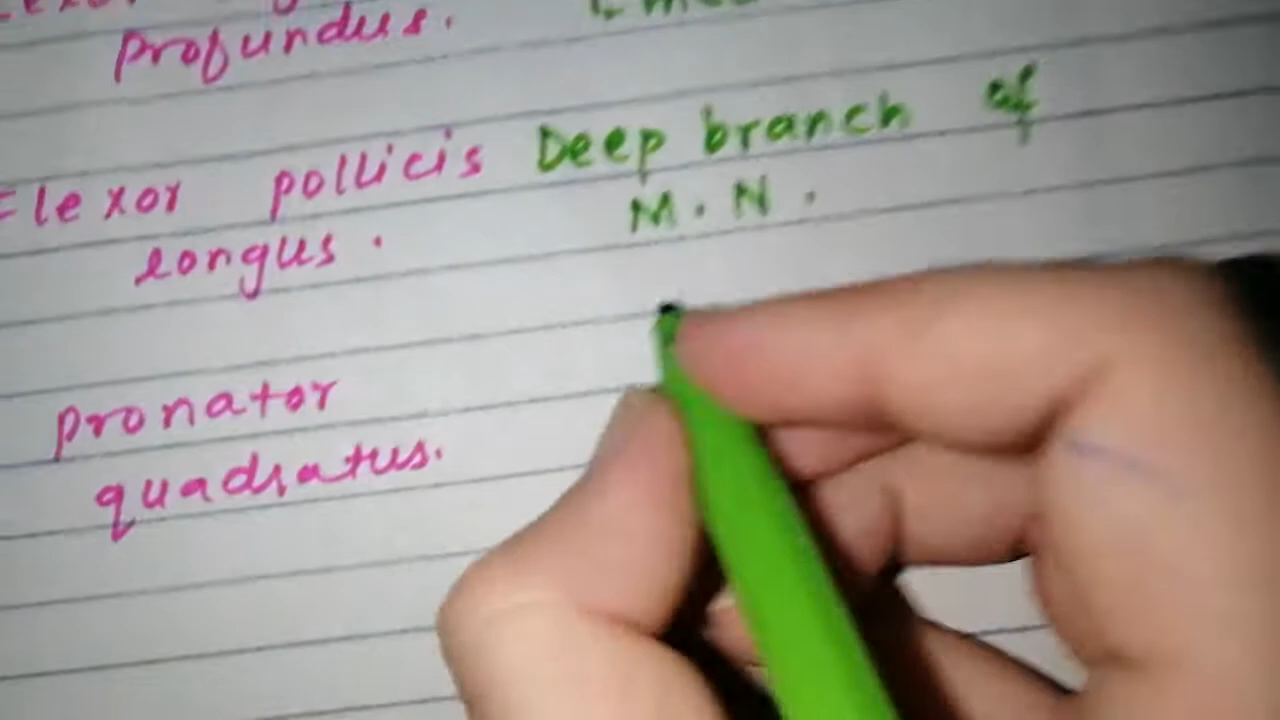 profundus.
Flexor pollicis Deep branch of
longus. M.N.
pronator
quadratus.